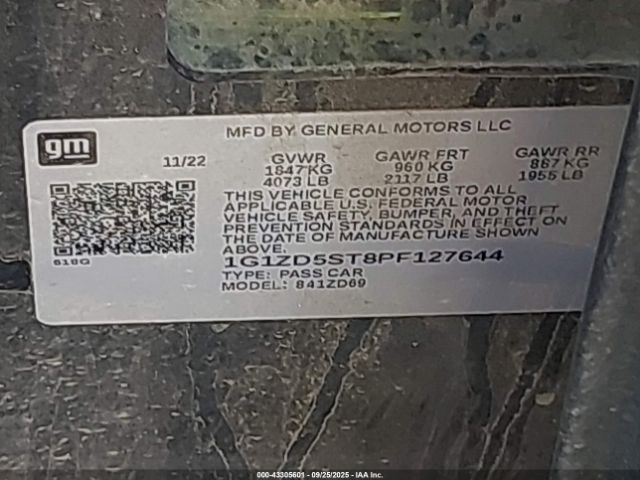 MFD BY GENERAL MOTORS LLC
gm
11/22
GVWR GAWR FRT GAWR RR
1847 KG 960 KG 887 KG
4073 LB 2117 LB 1955 LB
THIS VEHICLE CONFORMS TO ALL
APPLICABLE U.S. FEDERAL MOTOR
VEHICLE SAFETY, BUMPER, AND THEFT
PREVENTION STANDARDS IN EFFECT ON
THE DATE OF MANUFACTURE SHOWN
ABOVE.
618G
1G1ZD5ST8PF127644
TYPE: PASS CAR
MODEL: 841ZD69
000-43305601 - 09/25/2025 - IAA Inc.